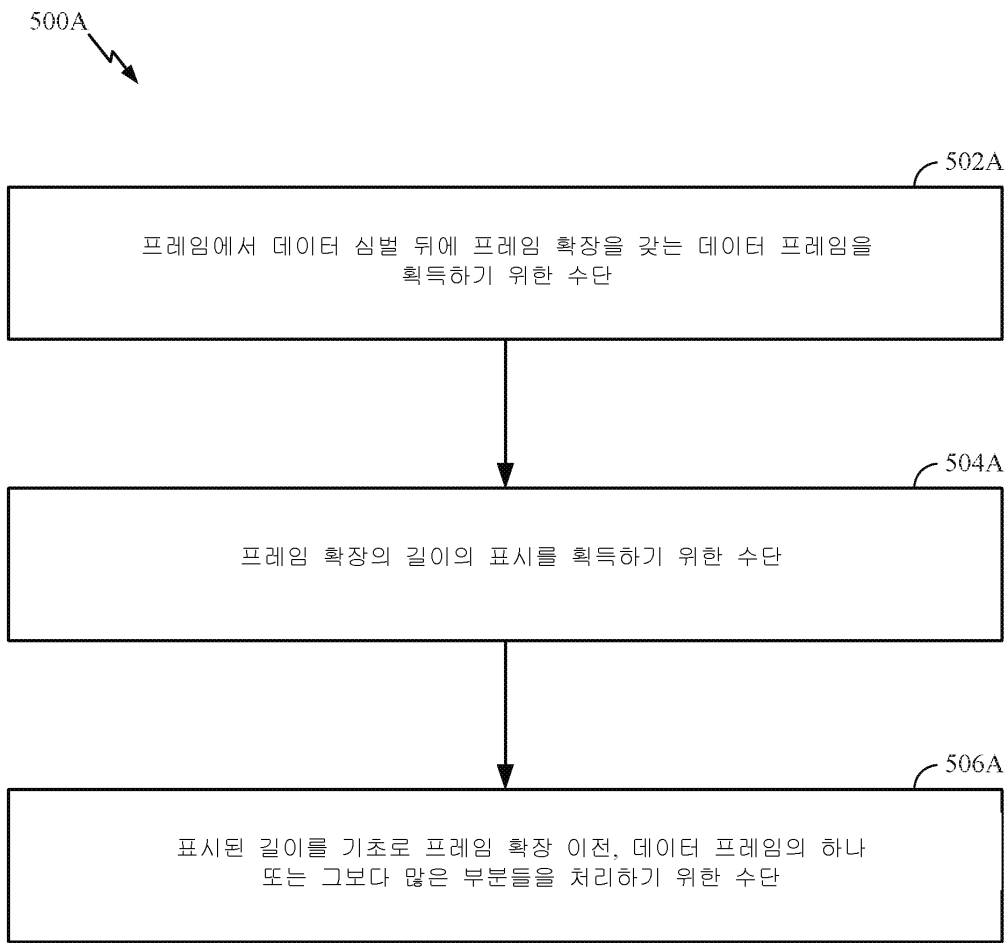 500A
502A
프레임에서 데이터 심벌 뒤에 프레임 확장을 갖는 데이터 프레임을
획득하기 위한 수단
504A
프레임 확장의 길이의 표시를 획득하기 위한 수단
506A
표시된 길이를 기초로 프레임 확장 이전, 데이터 프레임의 하나
또는 그보다 많은 부분들을 처리하기 위한 수단